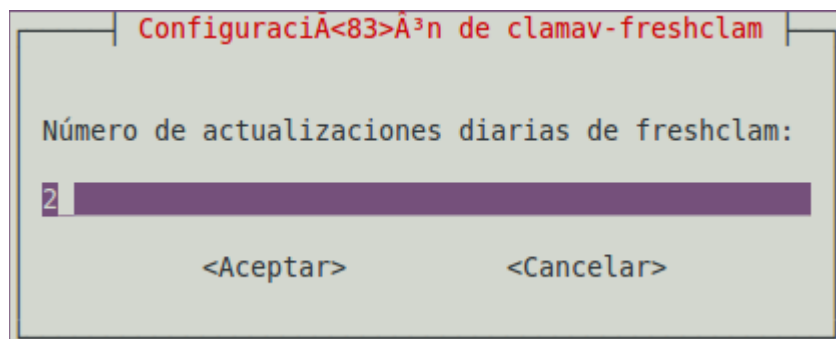 ConfiguraciÃ<83>Â³n de clamav-freshclam
Número de actualizaciones diarias de freshclam:
2
<Aceptar> <Cancelar>